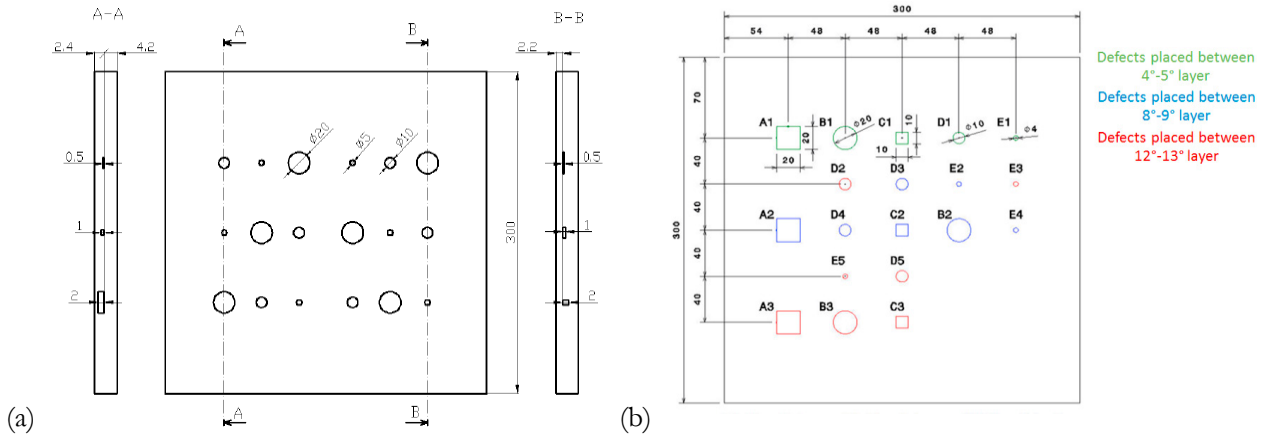 A-A
2.4
4.2
0.5
1
2
A
B
Ø20
Ø5
Ø10
300
A
B
B-B
2.2
0.5
1
2
(a)
300
54 48 48 48 48
70
40
40
40
40
300
A1 B1 C1 D1 E1
Ø20
10
Ø10
Ø4
20
20
10
D2 D3 E2 E3
A2 D4 C2 B2 E4
E5 D5
A3 B3 C3
(b)
Defects placed between
4°-5° layer
Defects placed between
8°-9° layer
Defects placed between
12°-13° layer